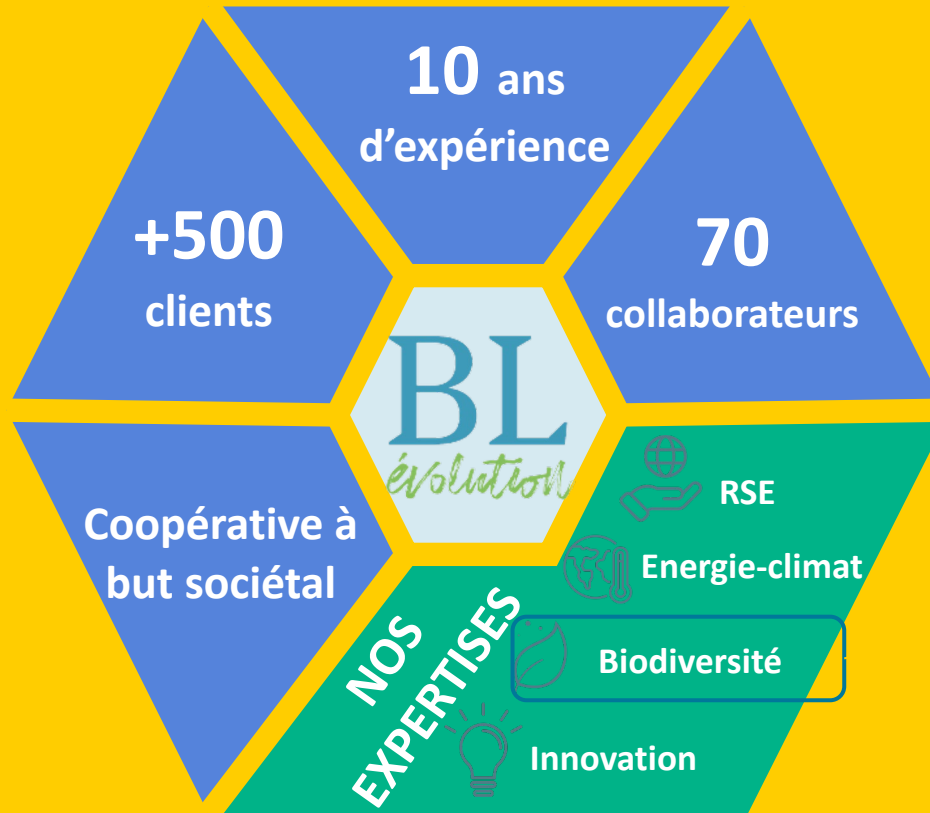 10 ans
d'expérience
+500
clients
70
collaborateurs
BL
évolution
Coopérative à
but sociétal
NOS
EXPERTISES
RSE
Energie-climat
Biodiversité
Innovation